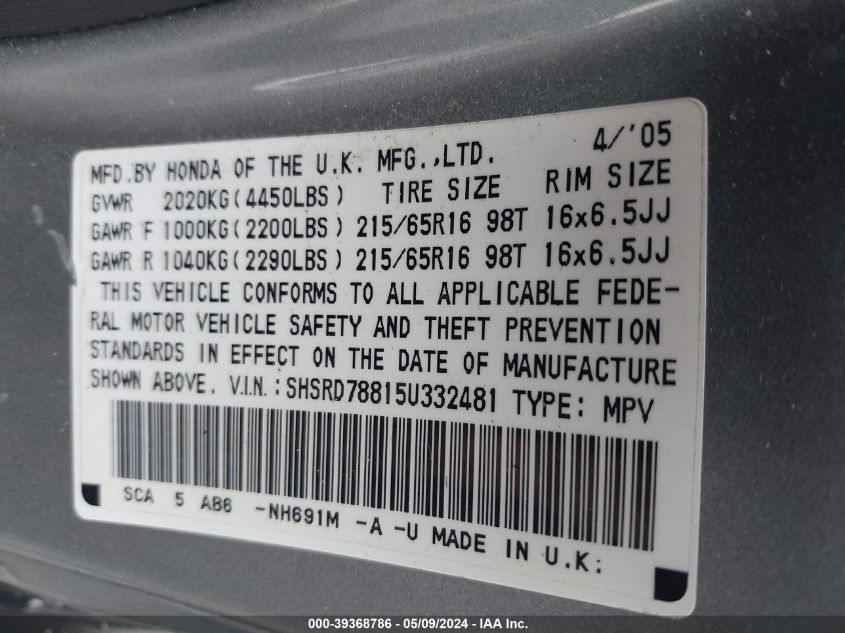 4/'05
MFD.BY HONDA OF THE U.K. MFG.,LTD.
GVWR 2020KG(4450LBS) TIRE SIZE RIM SIZE
GAWR F 1000KG(2200LBS) 215/65R16 98T 16x6.5JJ
GAWR R 1040KG(2290LBS) 215/65R16 98T 16x6.5JJ
THIS VEHICLE CONFORMS TO ALL APPLICABLE FEDE-
RAL MOTOR VEHICLE SAFETY AND THEFT PREVENTION
STANDARDS IN EFFECT ON THE DATE OF MANUFACTURE
SHOWN ABOVE. V.I.N.:SHSRD78815U332481 TYPE: MPV
SCA 5 AB6 -NH691M -A -U MADE IN U.K:
000-39368786 - 05/09/2024 - IAA Inc.